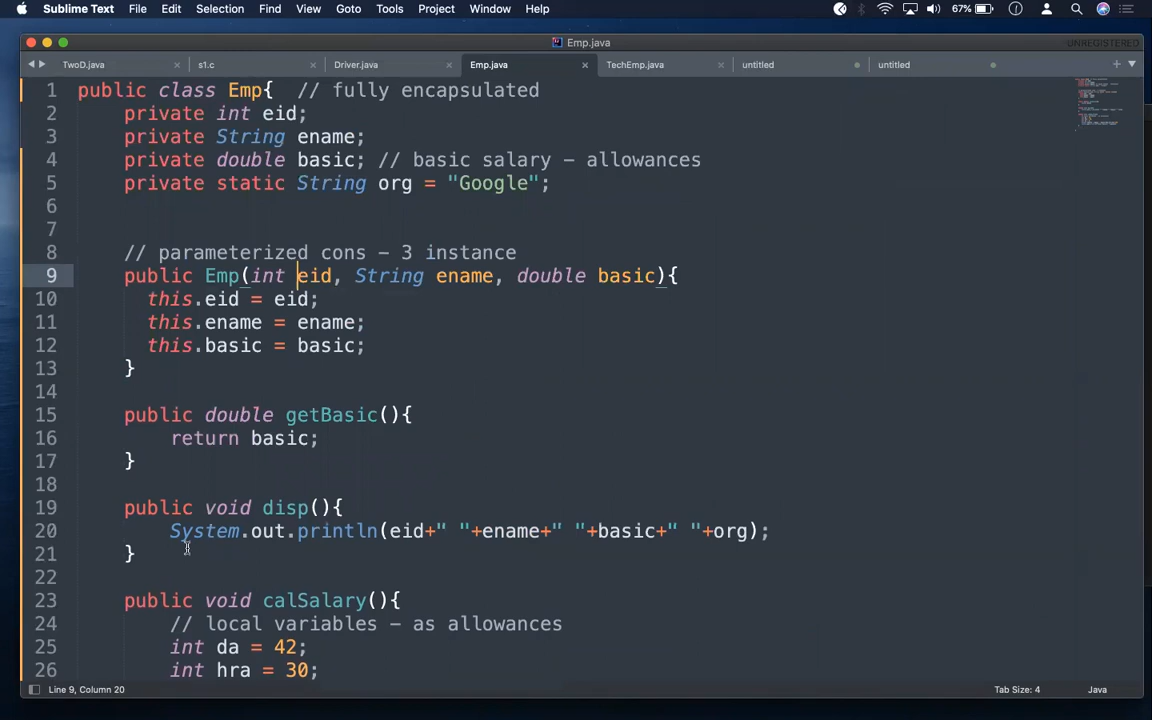 Sublime Text File Edit Selection Find View Goto Tools Project Window Help 67%
Emp.java UNREGISTERED
TwoD.java s1.c Driver.java Emp.java TechEmp.java untitled untitled
1 public class Emp{ // fully encapsulated
2 private int eid;
3 private String ename;
4 private double basic; // basic salary - allowances
5 private static String org = "Google";
6
7
8 // parameterized cons - 3 instance
9 public Emp(int eid, String ename, double basic){
10 this.eid = eid;
11 this.ename = ename;
12 this.basic = basic;
13 }
14
15 public double getBasic(){
16 return basic;
17 }
18
19 public void disp(){
20 System.out.println(eid+" "+ename+" "+basic+" "+org);
21 }
22
23 public void calSalary(){
24 // local variables - as allowances
25 int da = 42;
26 int hra = 30;
Line 9, Column 20 Tab Size: 4 Java